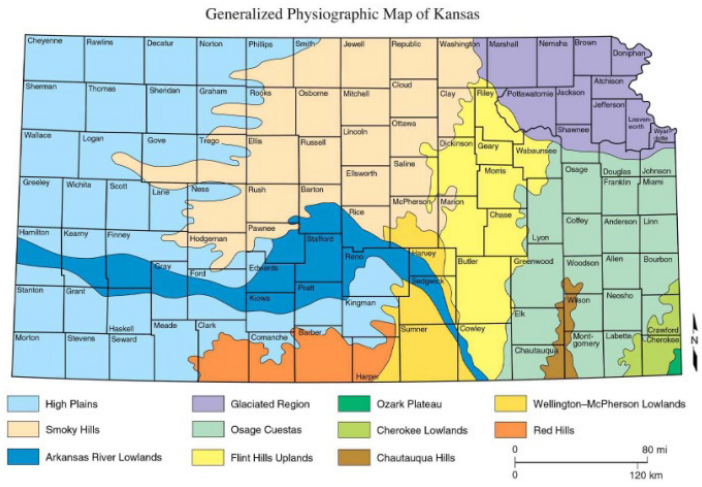 Generalized Physiographic Map of Kansas
Cheyenne Rawline Decatur Norton Phillips Smith Jewell Republic Washington Marshall Nemaha Brown
Doniphan
Sherman Thomas Sheridan Graham Rooks Osborne Mitchell Cloud Clay Riley Pottawatomie Jackson Atchison
Jefferson Leaven-
worth
Wallace Logan Gove Trego Ellis Russell Lincoln Ottawa Dickinson Geary Wabaunsee Shawnee Wyan-
dotte
Ellsworth Saline Morris Osage Douglas Johnson
Greeley Wichita Scott Lane Ness Rush Barton McPherson Marion Franklin Miami
Rice Chase Lyon Coffey Anderson Linn
Hamilton Kearny Finney Hodgeman Pawnee Stafford
Gray Ford Edwards Reno Harvey Butler Greenwood Woodson Allen Bourbon
Stanton Grant Kiowa Pratt Kingman Sedgwick Wilson Neosho
Haskell Elk Crawford
Morton Stevens Seward Meade Clark Comanche Barber Harper Sumner Cowley Chautauqua Mont-
gomery Labette Cherokee
N
High Plains Glaciated Region Ozark Plateau Wellington–McPherson Lowlands
Smoky Hills Osage Cuestas Cherokee Lowlands Red Hills
Arkansas River Lowlands Flint Hills Uplands Chautauqua Hills
0 80 mi
0 120 km